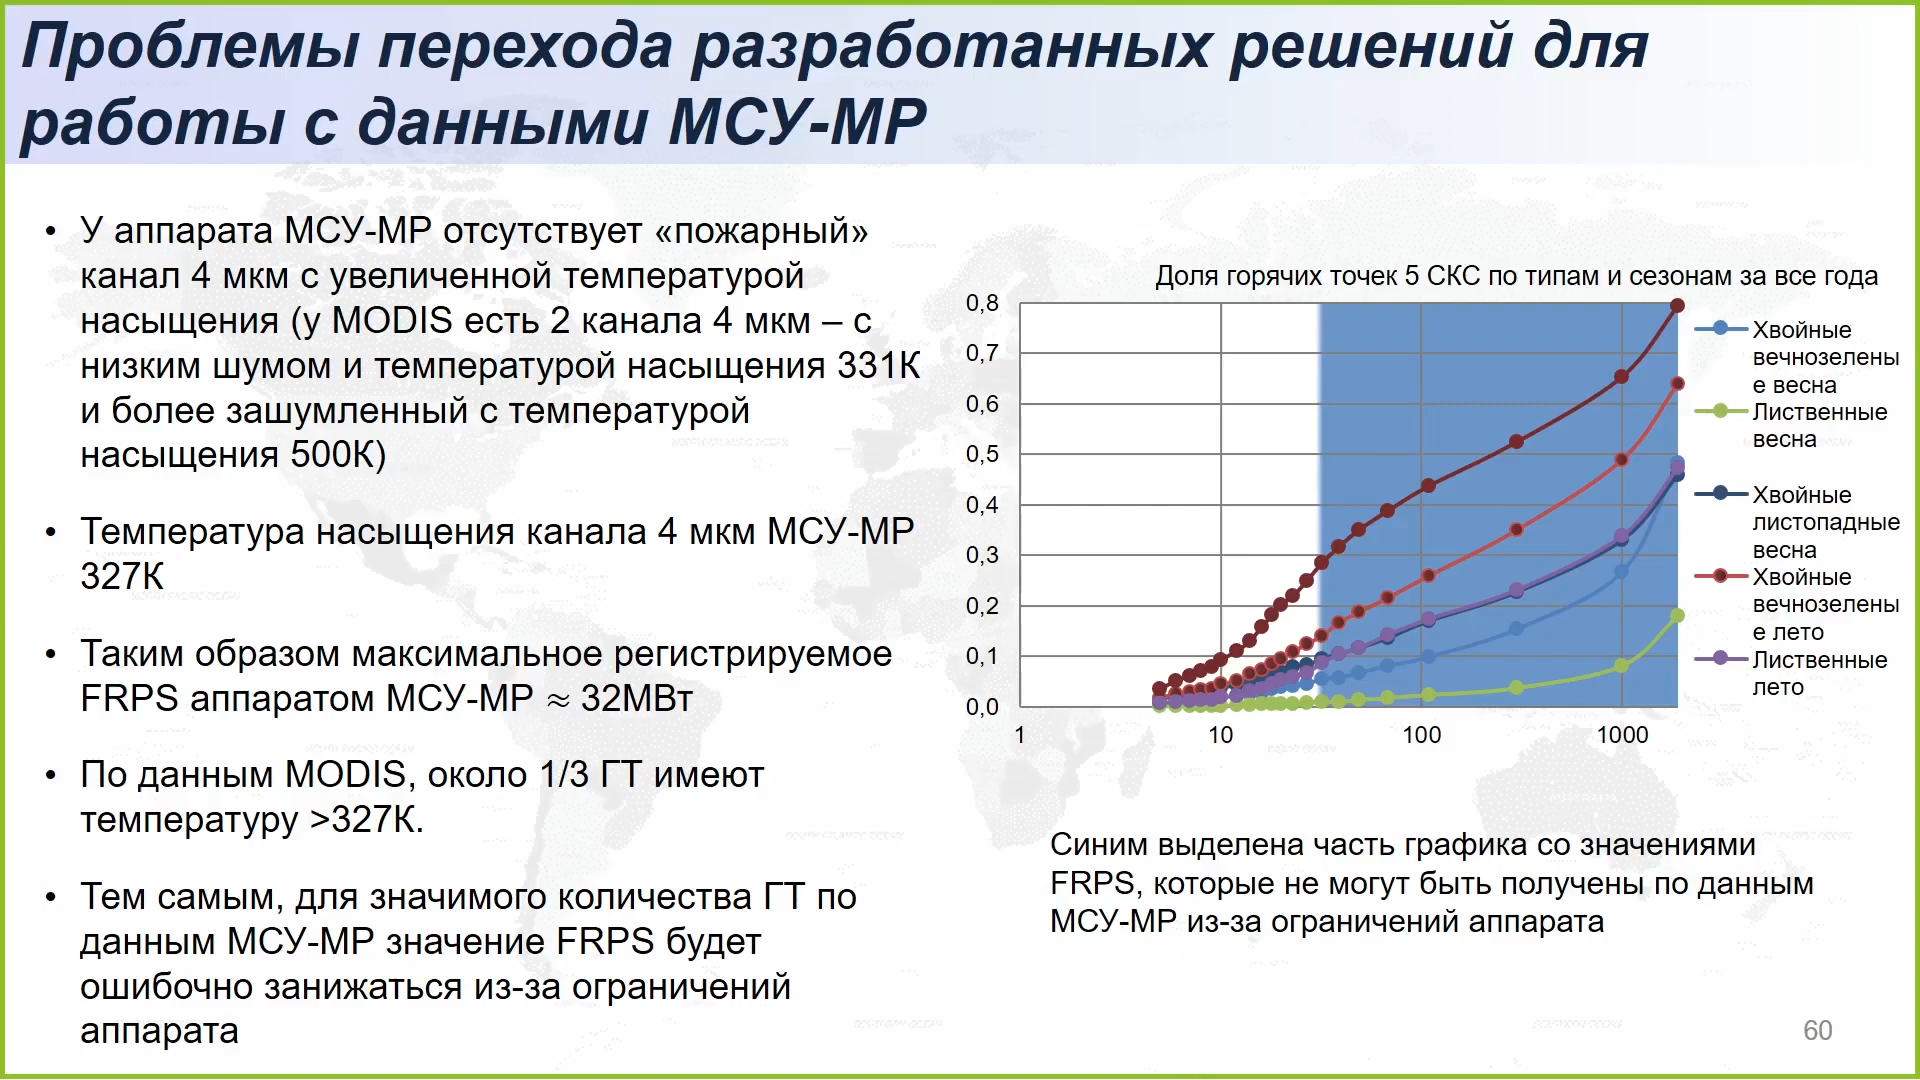 Проблемы перехода разработанных решений для
работы с данными МСУ-МР
• У аппарата МСУ-МР отсутствует «пожарный»
канал 4 мкм с увеличенной температурой
насыщения (у MODIS есть 2 канала 4 мкм – с
низким шумом и температурой насыщения 331К
и более зашумленный с температурой
насыщения 500К)
• Температура насыщения канала 4 мкм МСУ-МР
327К
• Таким образом максимальное регистрируемое
FRPS аппаратом МСУ-МР ≈ 32МВт
• По данным MODIS, около 1/3 ГТ имеют
температуру >327К.
• Тем самым, для значимого количества ГТ по
данным МСУ-МР значение FRPS будет
ошибочно занижаться из-за ограничений
аппарата
Доля горячих точек 5 СКС по типам и сезонам за все года
0,8
0,7
0,6
0,5
0,4
0,3
0,2
0,1
0,0
1 10 100 1000
Хвойные
вечнозелены
е весна
Лиственные
весна
Хвойные
листопадные
весна
Хвойные
вечнозелены
е лето
Лиственные
лето
Синим выделена часть графика со значениями
FRPS, которые не могут быть получены по данным
МСУ-МР из-за ограничений аппарата
60